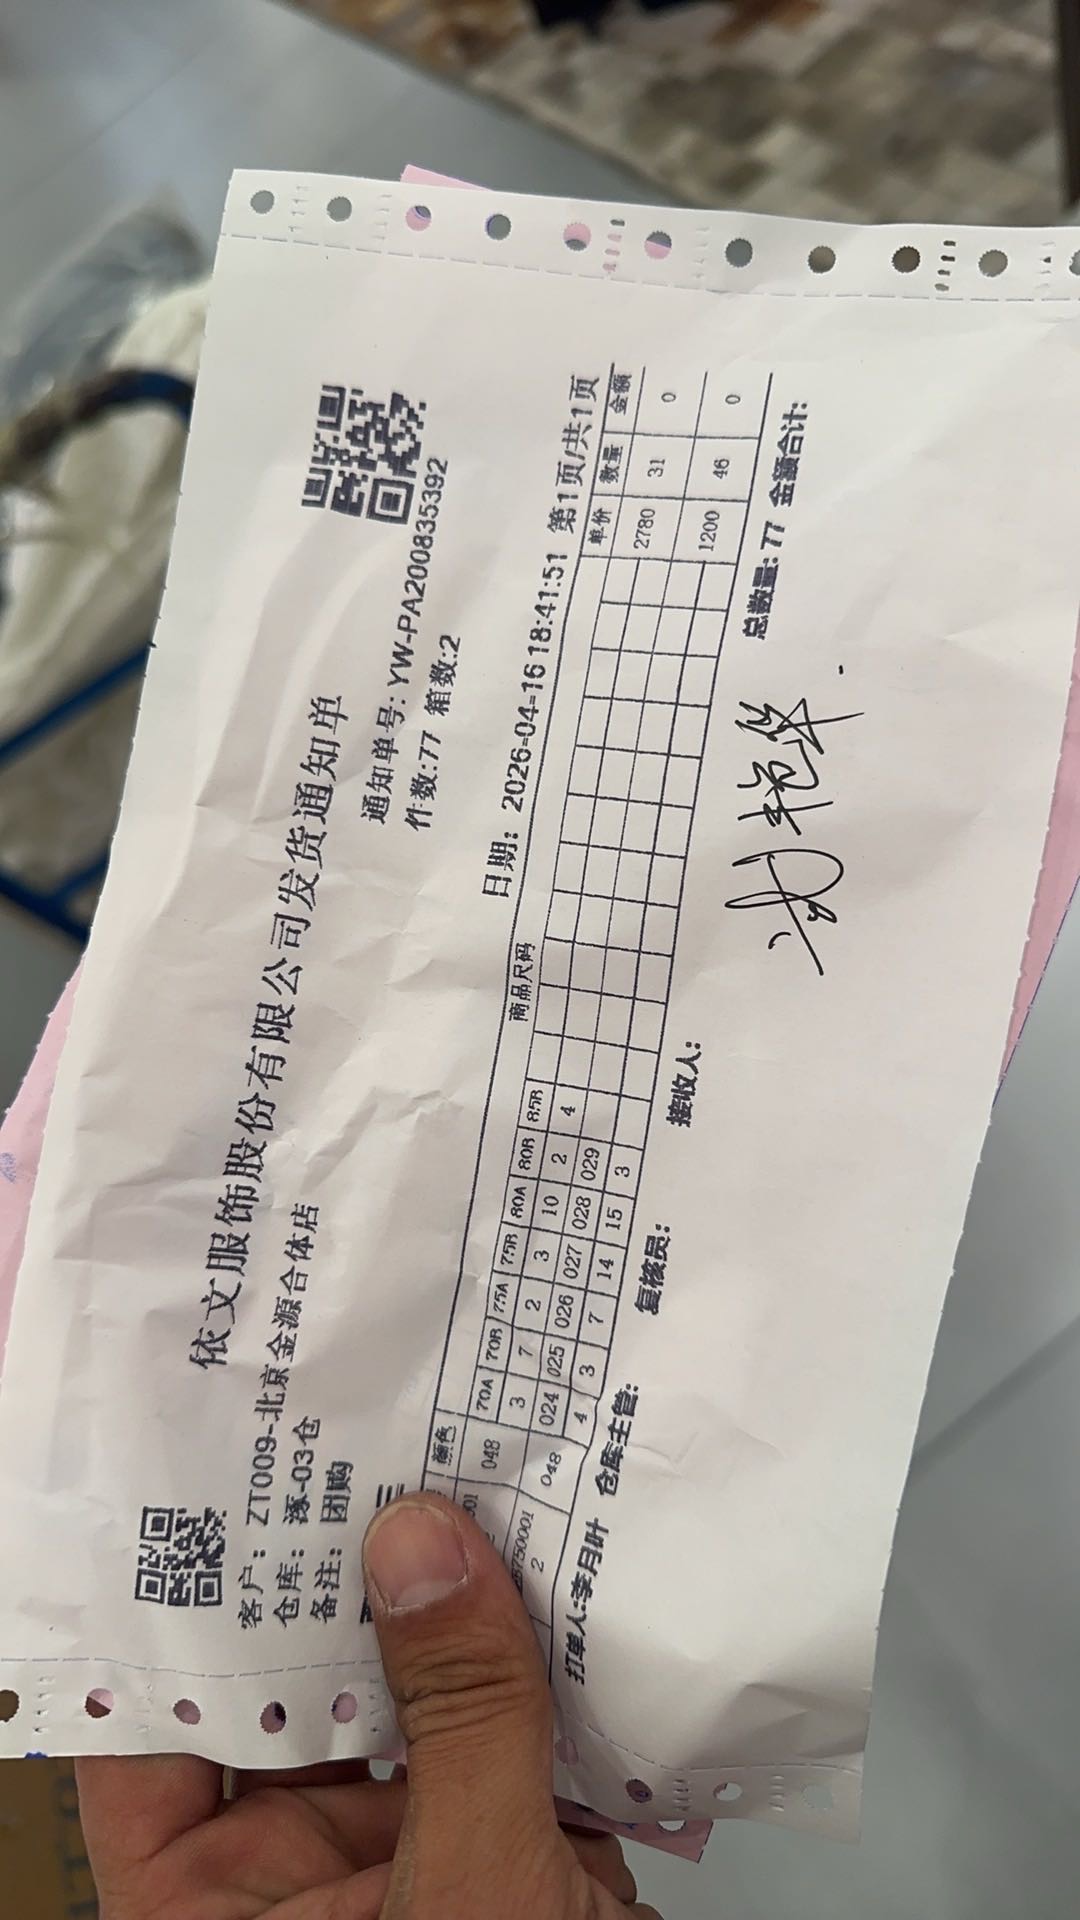 依文服饰股份有限公司发货通知单
客户: ZT009-北京金源合体店
通知单号: YW-PA200835392
仓库: 涿-03仓
件数:77 箱数:2
备注: 团购
日期: 2026-04-16 18:41:51 第1页/共1页
颜色 商品尺码 单价 数量 金额
70A 70B 75A 75B 80A 80B 85B
048 3 7 2 3 10 2 4 2780 31 0
024 025 026 027 028 029
2 048 4 3 7 14 15 3 1200 46 0
打单人:李月叶 仓库主管: 复核员: 接收人: 总数量: 77 金额合计: